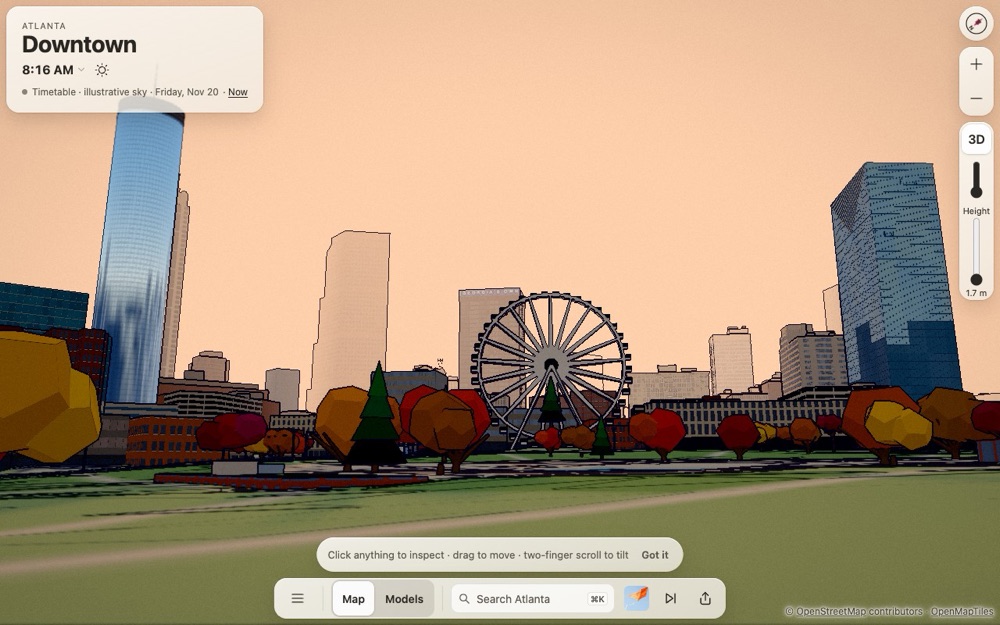 ATLANTA
Downtown
8:16 AM
Timetable · illustrative sky · Friday, Nov 20 · Now
3D
Height
1.7 m
Click anything to inspect · drag to move · two-finger scroll to tilt Got it
Map Models Search Atlanta ⌘K
© OpenStreetMap contributors · OpenMapTiles